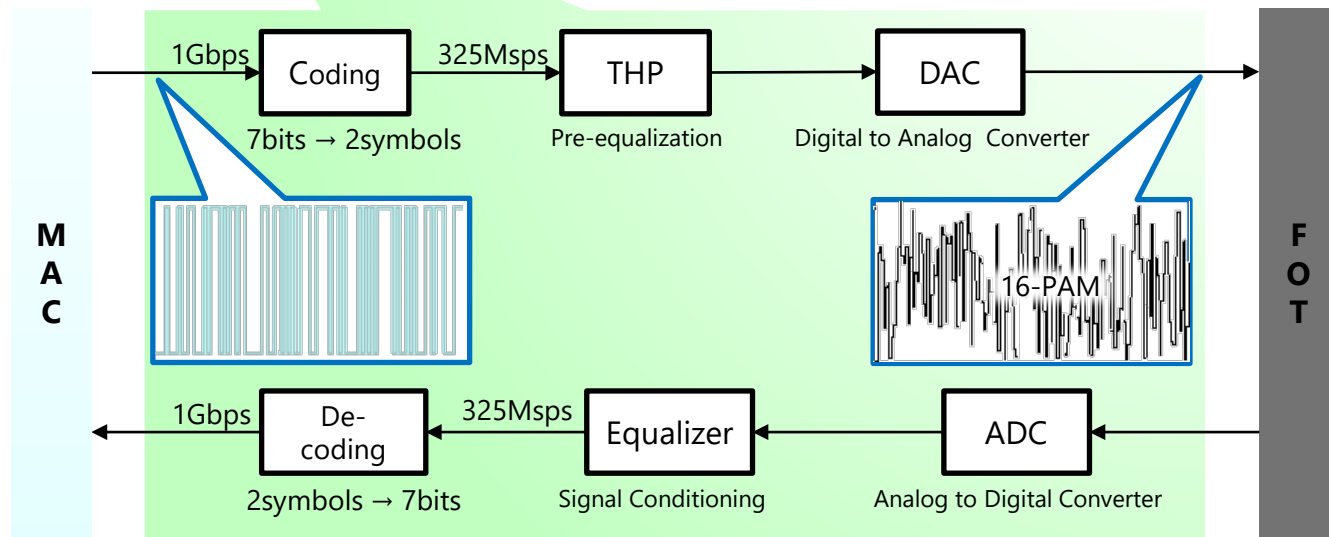 1Gbps
Coding
325Msps
THP
DAC
7bits → 2symbols
Pre-equalization
Digital to Analog Converter
M
A
C
16-PAM
F
O
T
1Gbps
De-
coding
325Msps
Equalizer
ADC
2symbols → 7bits
Signal Conditioning
Analog to Digital Converter